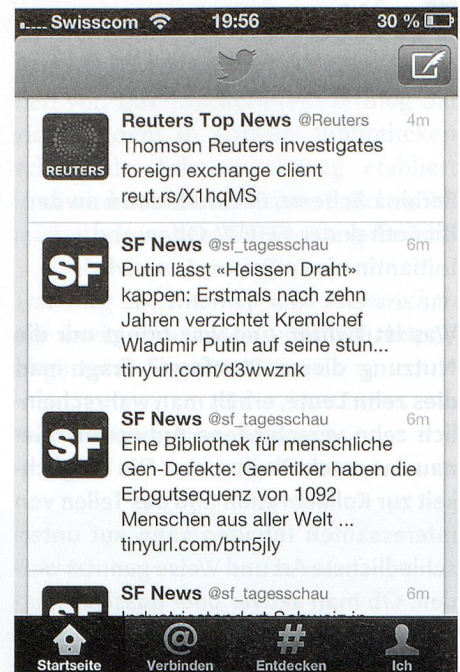 Swisscom 19:56 30 %
Reuters Top News @Reuters 4m
Thomson Reuters investigates
foreign exchange client
reut.rs/X1hqMS
REUTERS
SF News @sf_tagesschau 6m
Putin lässt «Heissen Draht»
kappen: Erstmals nach zehn
Jahren verzichtet Kremlchef
Wladimir Putin auf seine stun...
tinyurl.com/d3wwznk
SF
SF News @sf_tagesschau 6m
Eine Bibliothek für menschliche
Gen-Defekte: Genetiker haben die
Erbgutsequenz von 1092
Menschen aus aller Welt ...
tinyurl.com/btn5jly
SF
SF News @sf_tagesschau 6m
SF
Startseite Verbinden Entdecken Ich